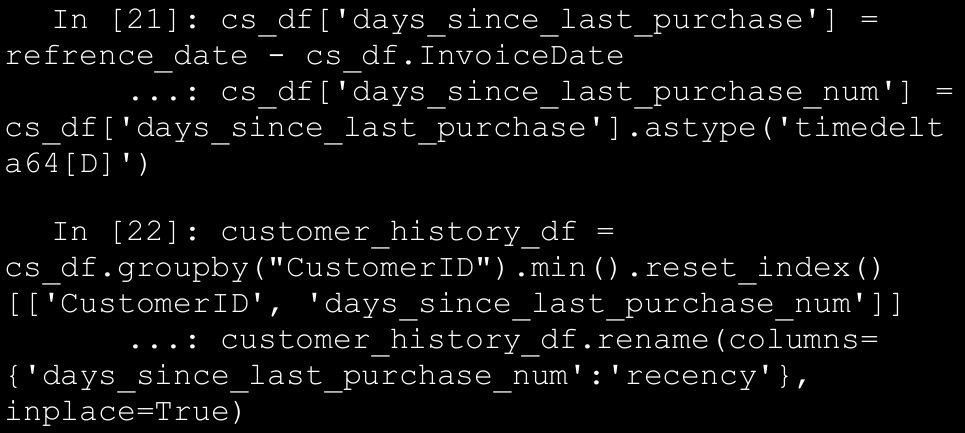 In [21]: cs_df['days_since_last_purchase'] =
refrence_date - cs_df.InvoiceDate
...: cs_df['days_since_last_purchase_num'] =
cs_df['days_since_last_purchase'].astype('timedelt
a64[D]')
In [22]: customer_history_df =
cs_df.groupby("CustomerID").min().reset_index()
[['CustomerID', 'days_since_last_purchase_num']]
...: customer_history_df.rename(columns=
{'days_since_last_purchase_num':'recency'},
inplace=True)